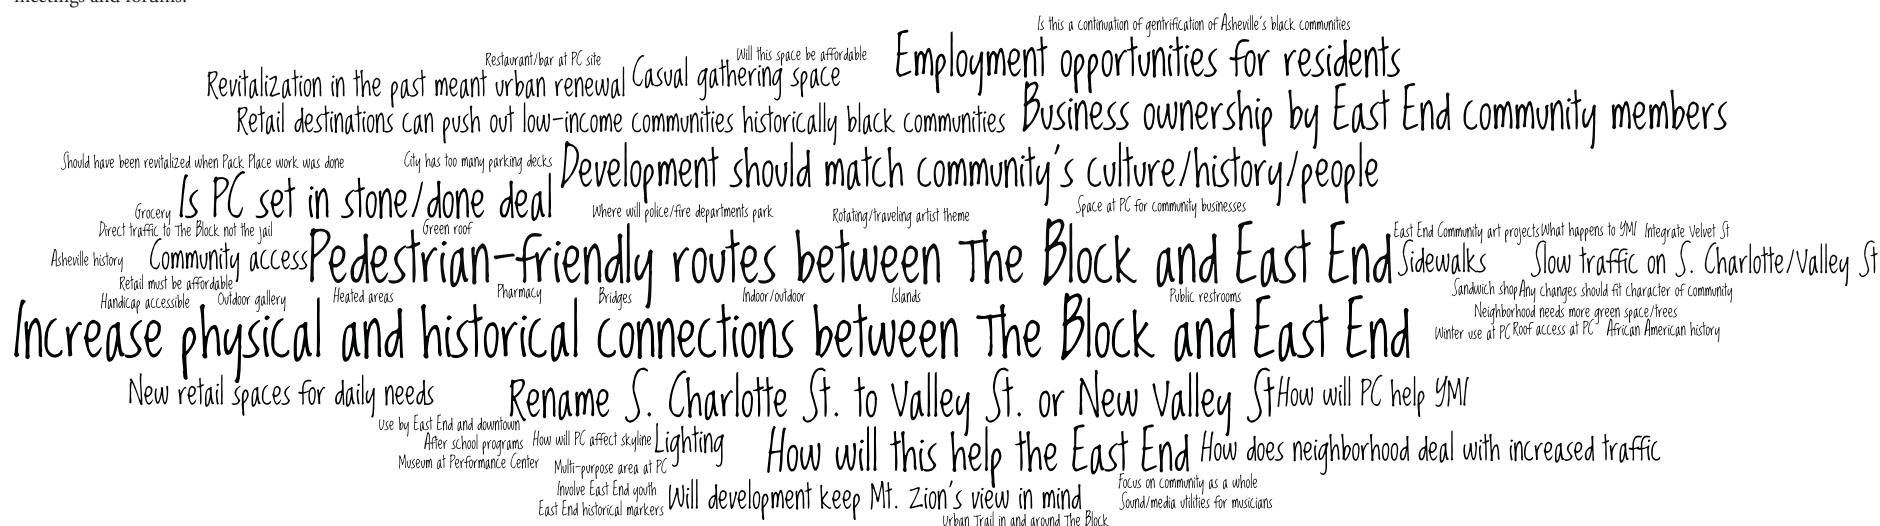 meetings and forums.
Is this a continuation of gentrification of Asheville's black communities
Restaurant/bar at PC site
Will this space be affordable
Employment opportunities for residents
Revitalization in the past meant urban renewal
Casual gathering space
Retail destinations can push out low-income communities historically black communities
Business ownership by East End community members
Should have been revitalized when Pack Place work was done
City has too many parking decks
Development should match community's culture/history/people
Is PC set in stone/done deal
Grocery
Where will police/fire departments park
Rotating/traveling artist theme
Space at PC for community businesses
Direct traffic to The Block not the jail
Green roof
East End Community art projects
What happens to YMI
Integrate Velvet St
Asheville history
Community access
Pedestrian-friendly routes between The Block and East End
Sidewalks
Slow traffic on S. Charlotte/Valley St
Retail must be affordable
Handicap accessible
Outdoor gallery
Heated areas
Pharmacy
Bridges
Indoor/outdoor
Islands
Public restrooms
Sandwich shop
Any changes should fit character of community
Neighborhood needs more green space/trees
Increase physical and historical connections between The Block and East End
Winter use at PC
Roof access at PC
African American history
New retail spaces for daily needs
Rename S. Charlotte St. to Valley St. or New Valley St
How will PC help YMI
Use by East End and downtown
After school programs
How will PC affect skyline
Lighting
How will this help the East End
How does neighborhood deal with increased traffic
Museum at Performance Center
Multi-purpose area at PC
Involve East End youth
Will development keep Mt. Zion's view in mind
Focus on community as a whole
East End historical markers
Sound/media utilities for musicians
Urban Trail in and around The Block